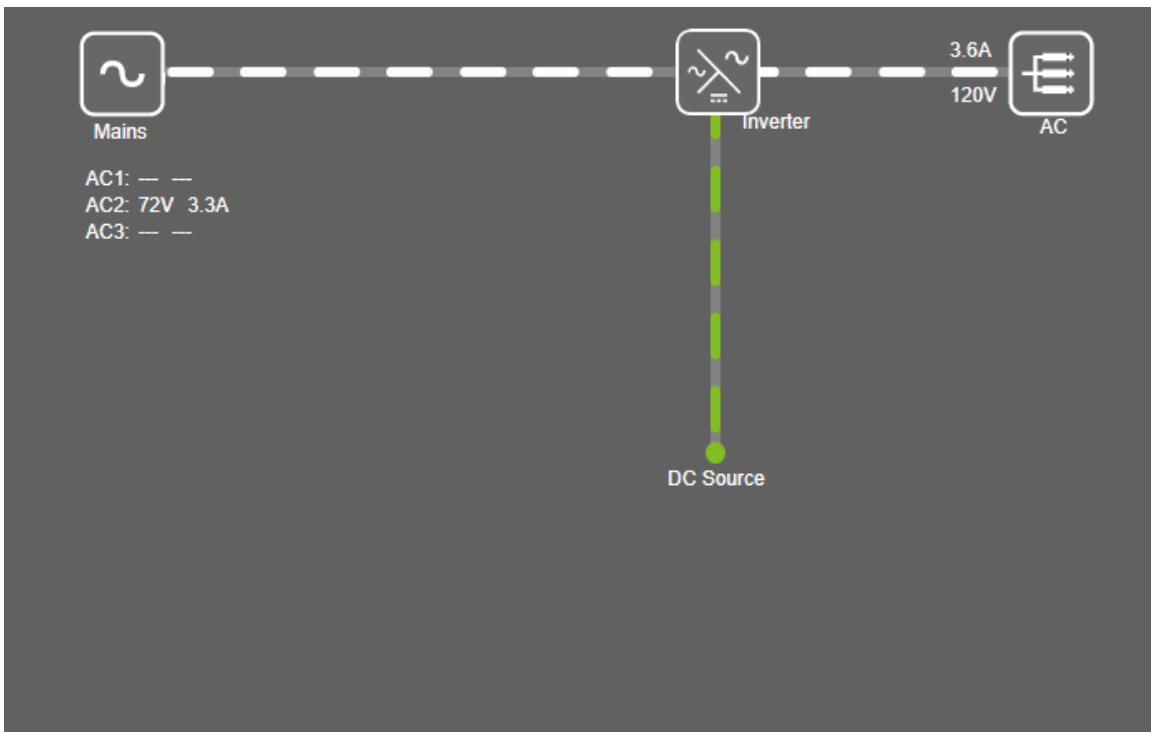 3.6A
120V
Mains
Inverter
AC
AC1: --- ---
AC2: 72V 3.3A
AC3: --- ---
DC Source